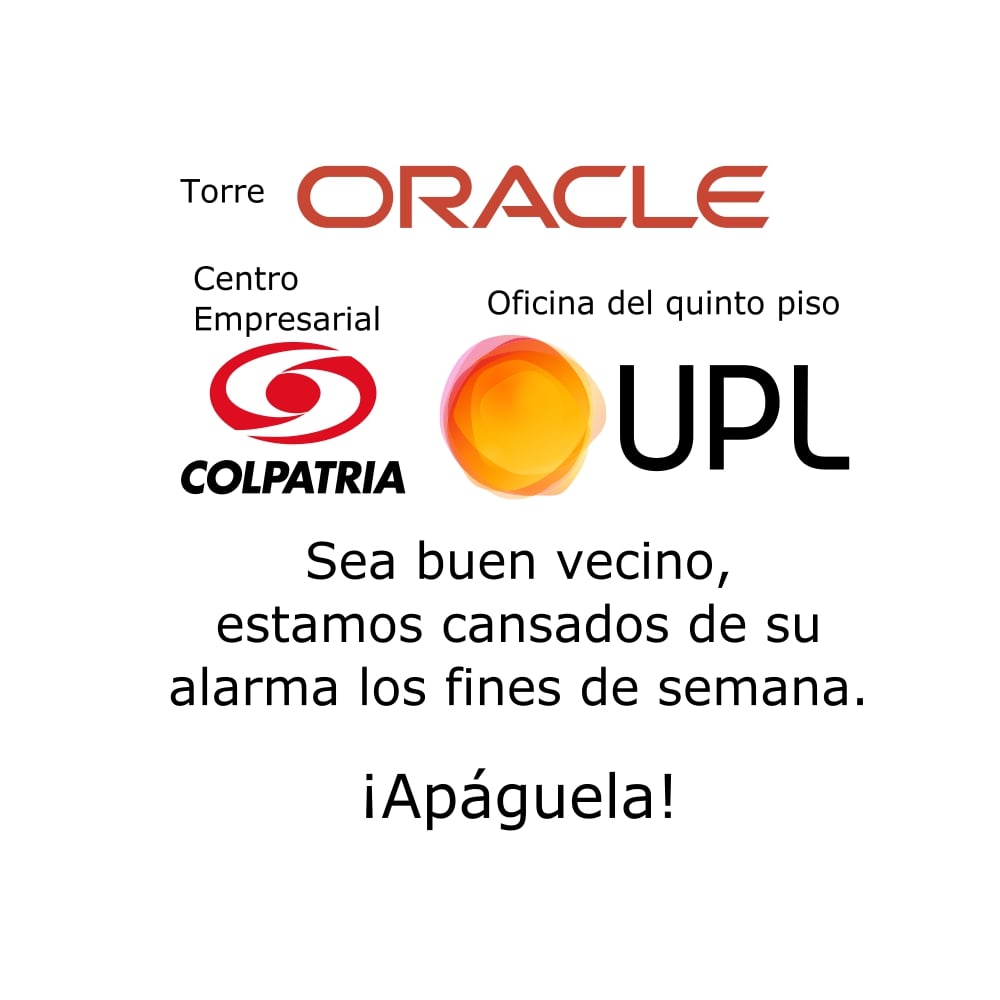 Torre ORACLE
Centro
Empresarial
COLPATRIA
Oficina del quinto piso
UPL
Sea buen vecino,
estamos cansados de su
alarma los fines de semana.
¡Apáguela!